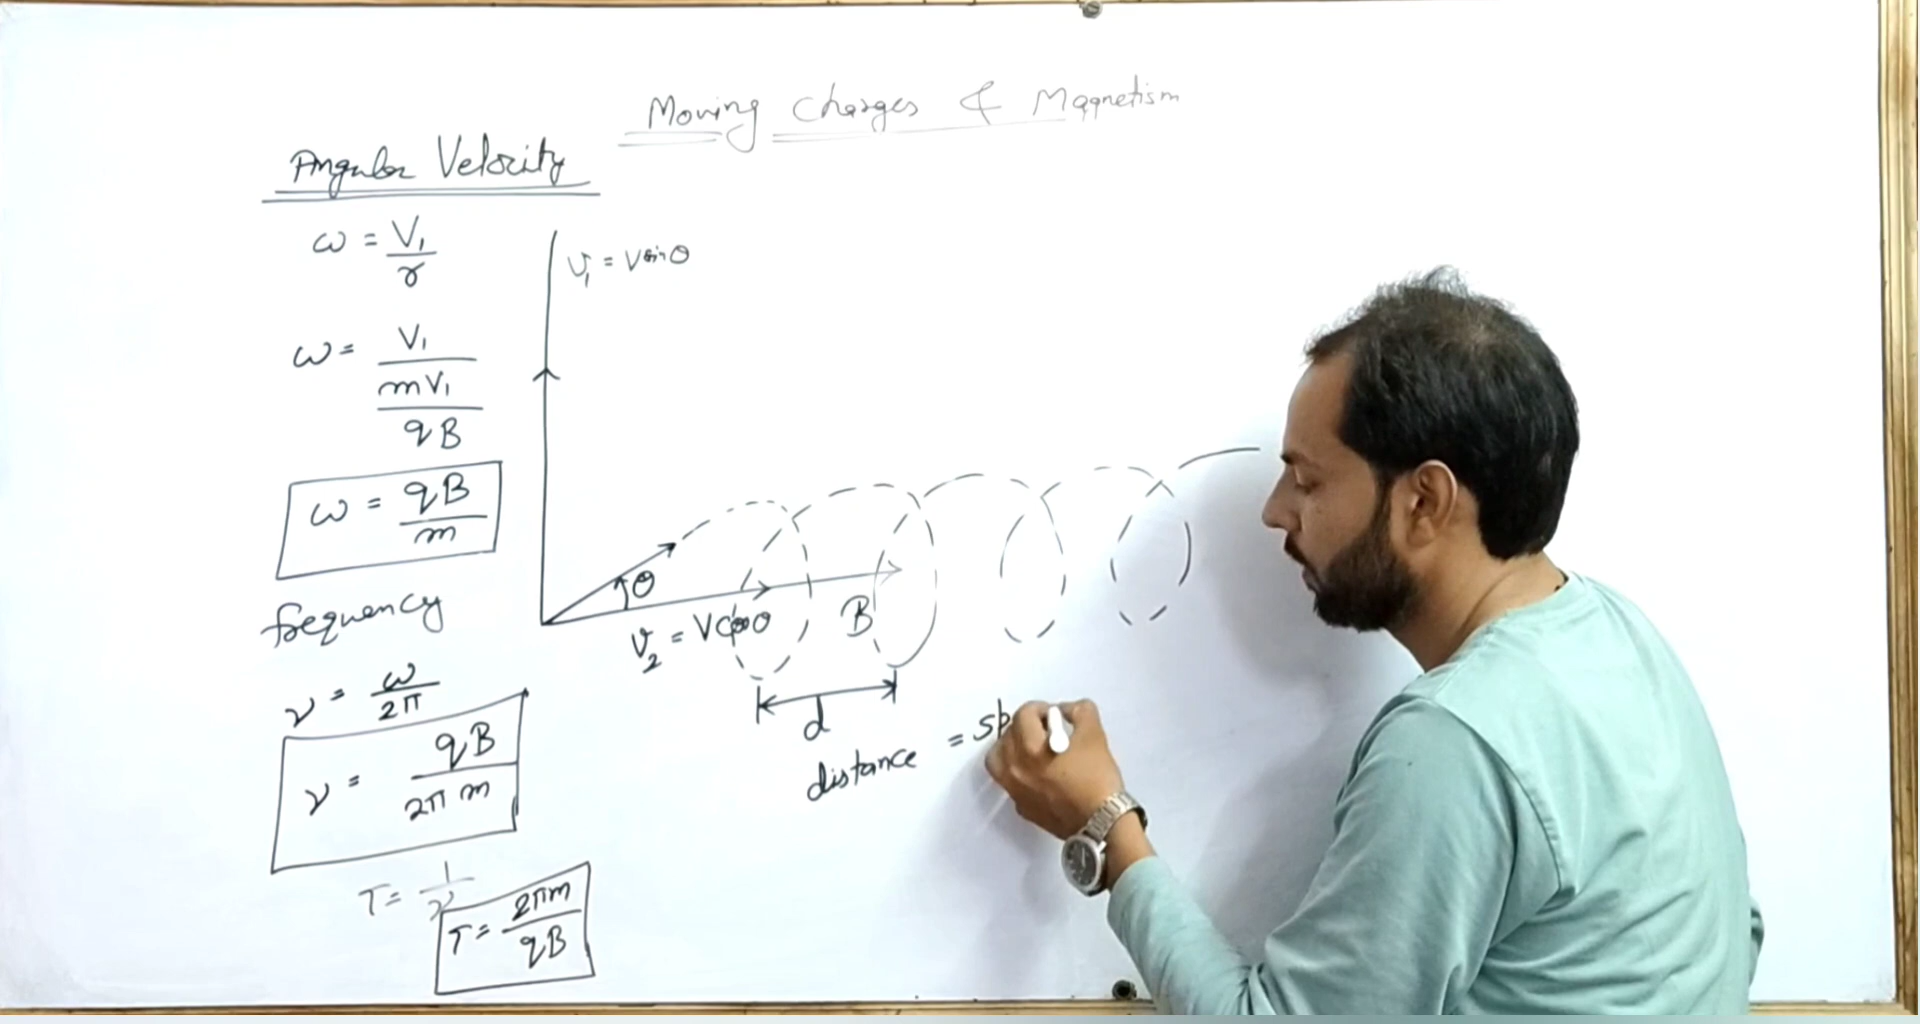 Moving Charges & Magnetism
Angular Velocity
ω = V₁/r
V₁ = V sinθ
ω = V₁/(mV₁/qB)
ω = qB/m
θ
V₂ = V cosθ
B
frequency
ν = ω/2π
d
ν = qB/2πm
distance = sp
T = 1/ν
T = 2πm/qB